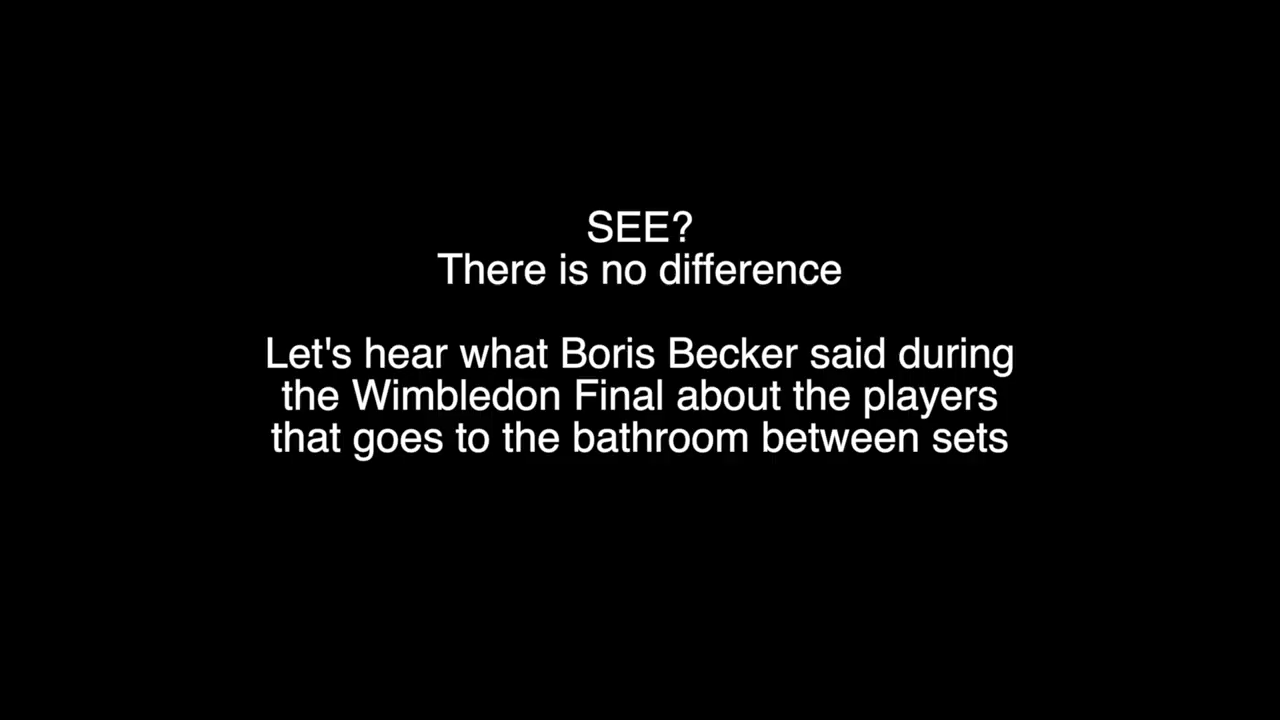 SEE?
There is no difference
Let's hear what Boris Becker said during
the Wimbledon Final about the players
that goes to the bathroom between sets